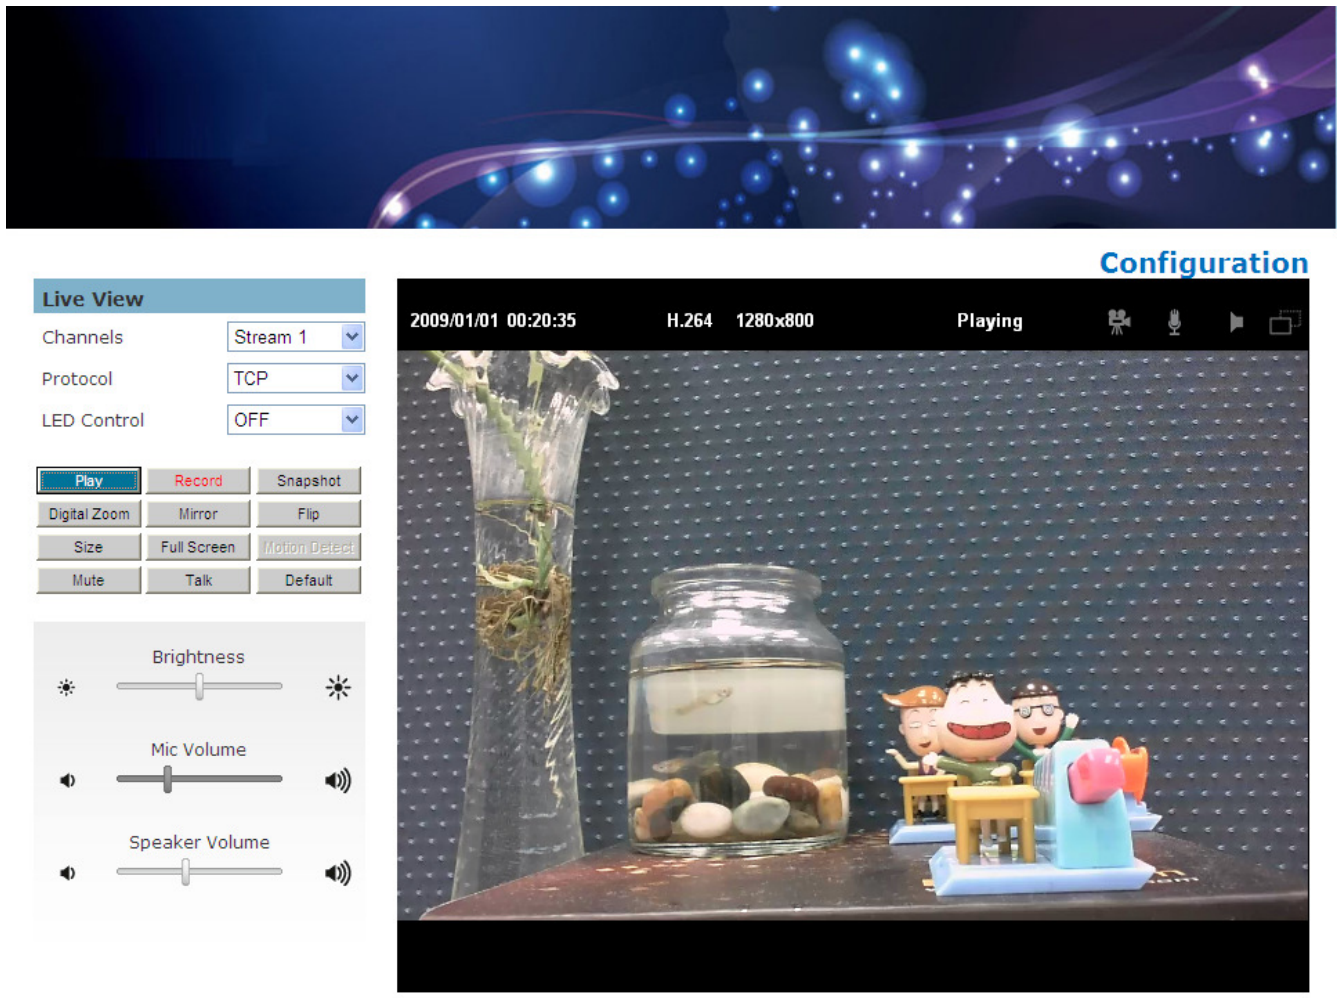 Configuration
Live View
Channels Stream 1
Protocol TCP
LED Control OFF
Play Record Snapshot
Digital Zoom Mirror Flip
Size Full Screen Motion Detect
Mute Talk Default
Brightness
Mic Volume
Speaker Volume
2009/01/01 00:20:35 H.264 1280x800 Playing